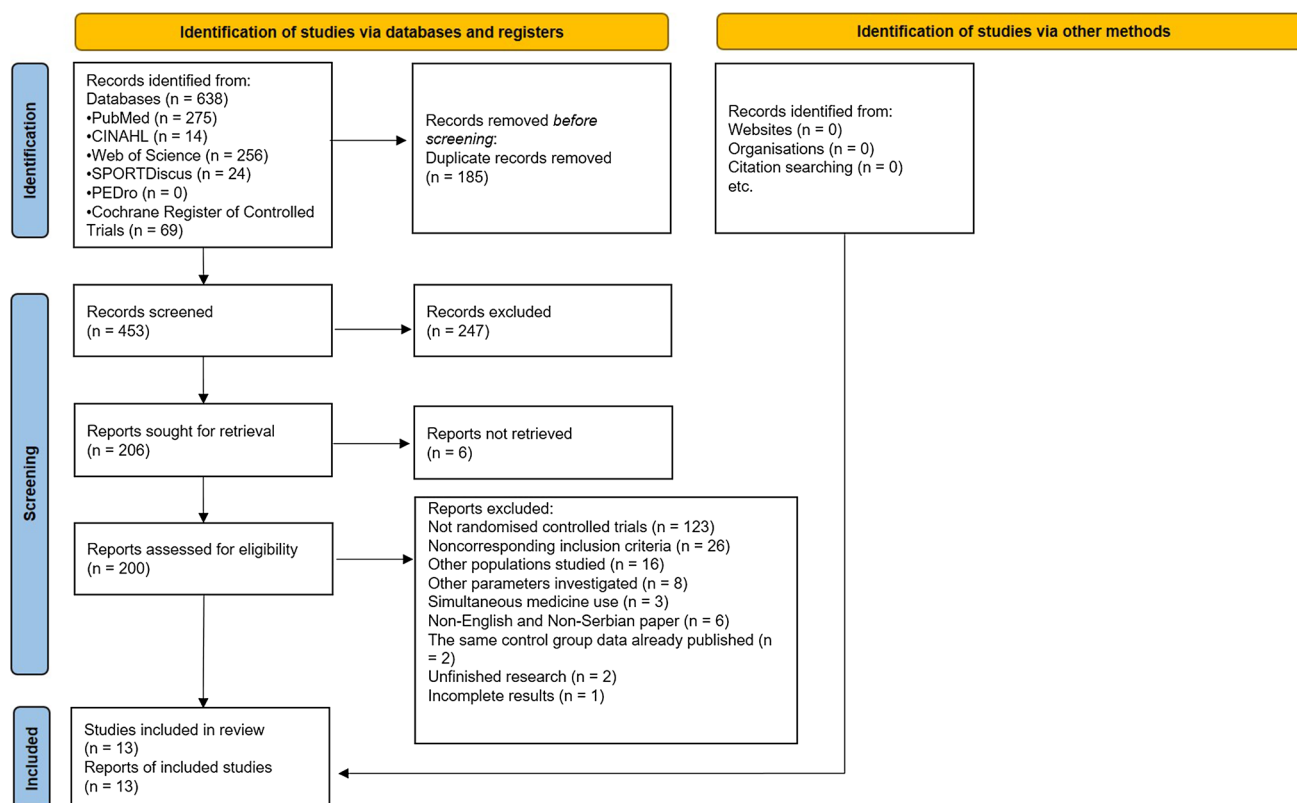 Identification of studies via databases and registers
Identification of studies via other methods
Identification
Records identified from:
Databases (n = 638)
•PubMed (n = 275)
•CINAHL (n = 14)
•Web of Science (n = 256)
•SPORTDiscus (n = 24)
•PEDro (n = 0)
•Cochrane Register of Controlled
Trials (n = 69)
Records removed before
screening:
Duplicate records removed
(n = 185)
Records identified from:
Websites (n = 0)
Organisations (n = 0)
Citation searching (n = 0)
etc.
Screening
Records screened
(n = 453)
Records excluded
(n = 247)
Reports sought for retrieval
(n = 206)
Reports not retrieved
(n = 6)
Reports assessed for eligibility
(n = 200)
Reports excluded:
Not randomised controlled trials (n = 123)
Noncorresponding inclusion criteria (n = 26)
Other populations studied (n = 16)
Other parameters investigated (n = 8)
Simultaneous medicine use (n = 3)
Non-English and Non-Serbian paper (n = 6)
The same control group data already published (n
= 2)
Unfinished research (n = 2)
Incomplete results (n = 1)
Included
Studies included in review
(n = 13)
Reports of included studies
(n = 13)